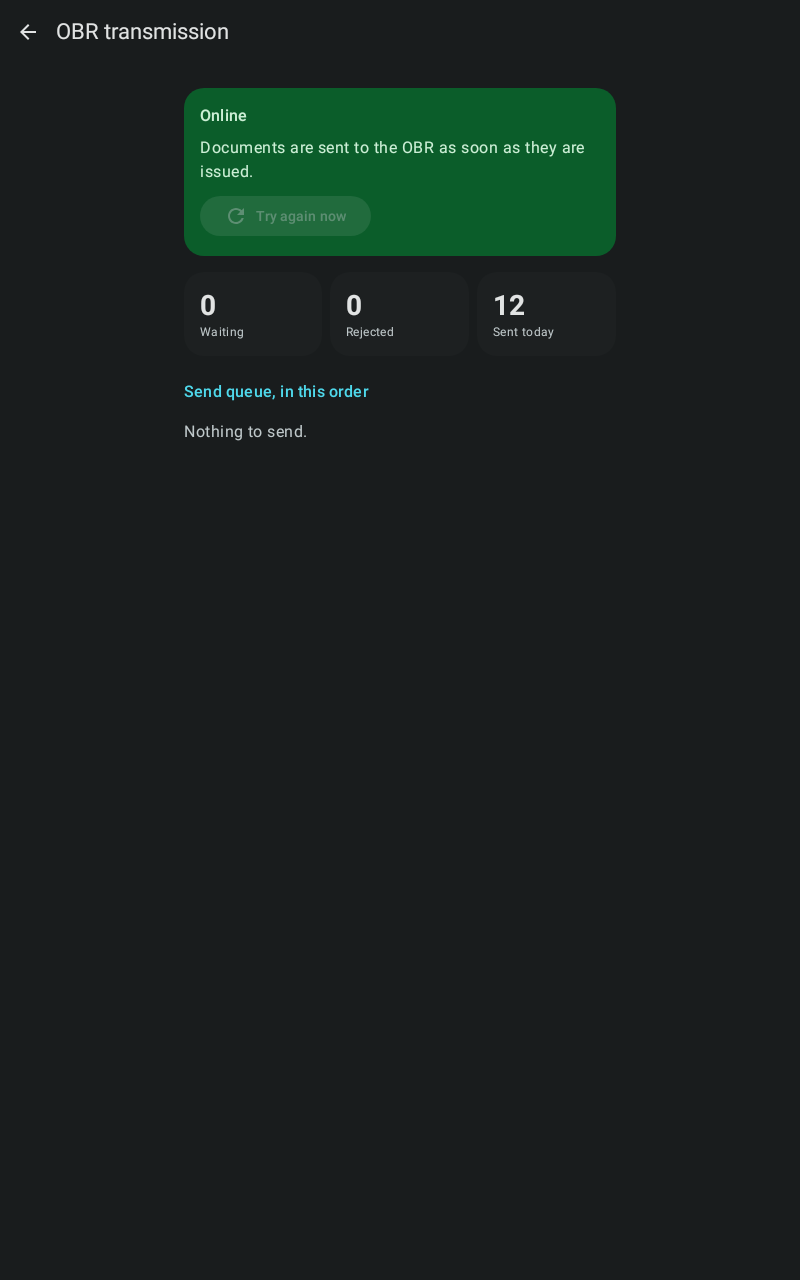 OBR transmission
Online
Documents are sent to the OBR as soon as they are
issued.
Try again now
0
Waiting
0
Rejected
12
Sent today
Send queue, in this order
Nothing to send.